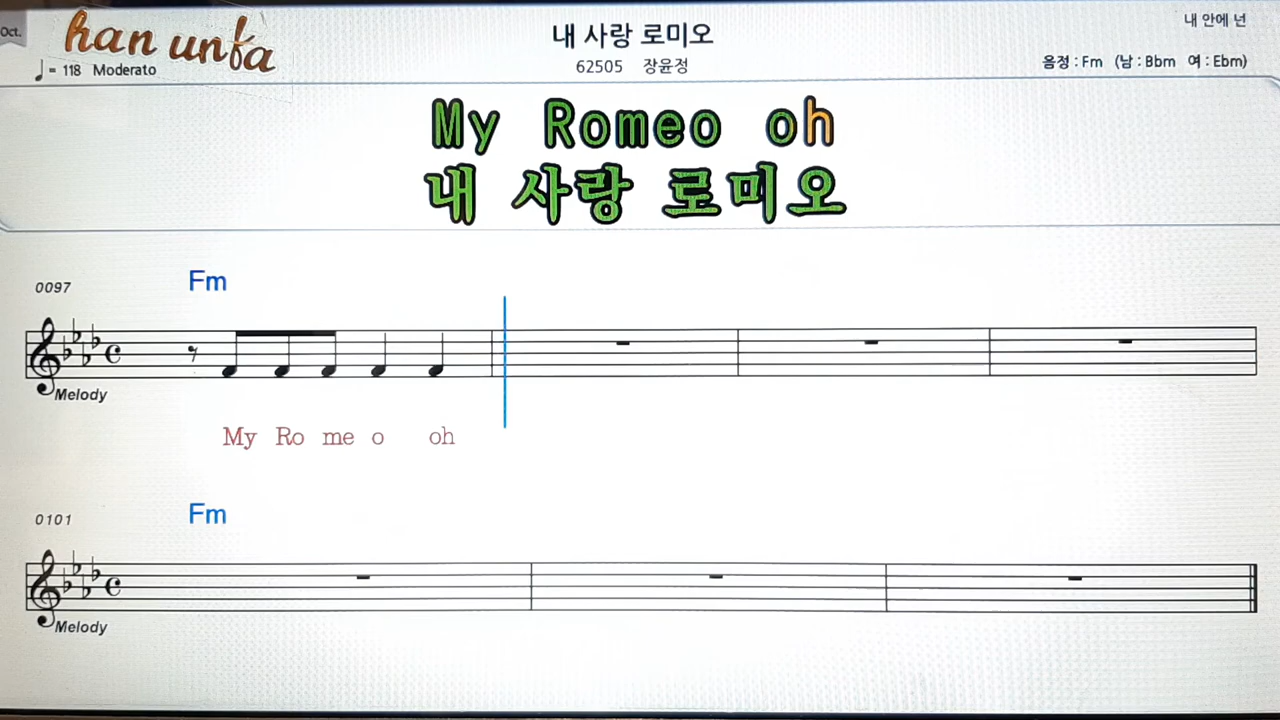 Oct.
han unfa
내 안에 넌
내 사랑 로미오
♩= 118 Moderato
62505 장윤정
음정 : Fm (남 : Bbm 여 : Ebm)
My Romeo oh
내 사랑 로미오
0097
Fm
Melody
My Ro me o oh
0101
Fm
Melody